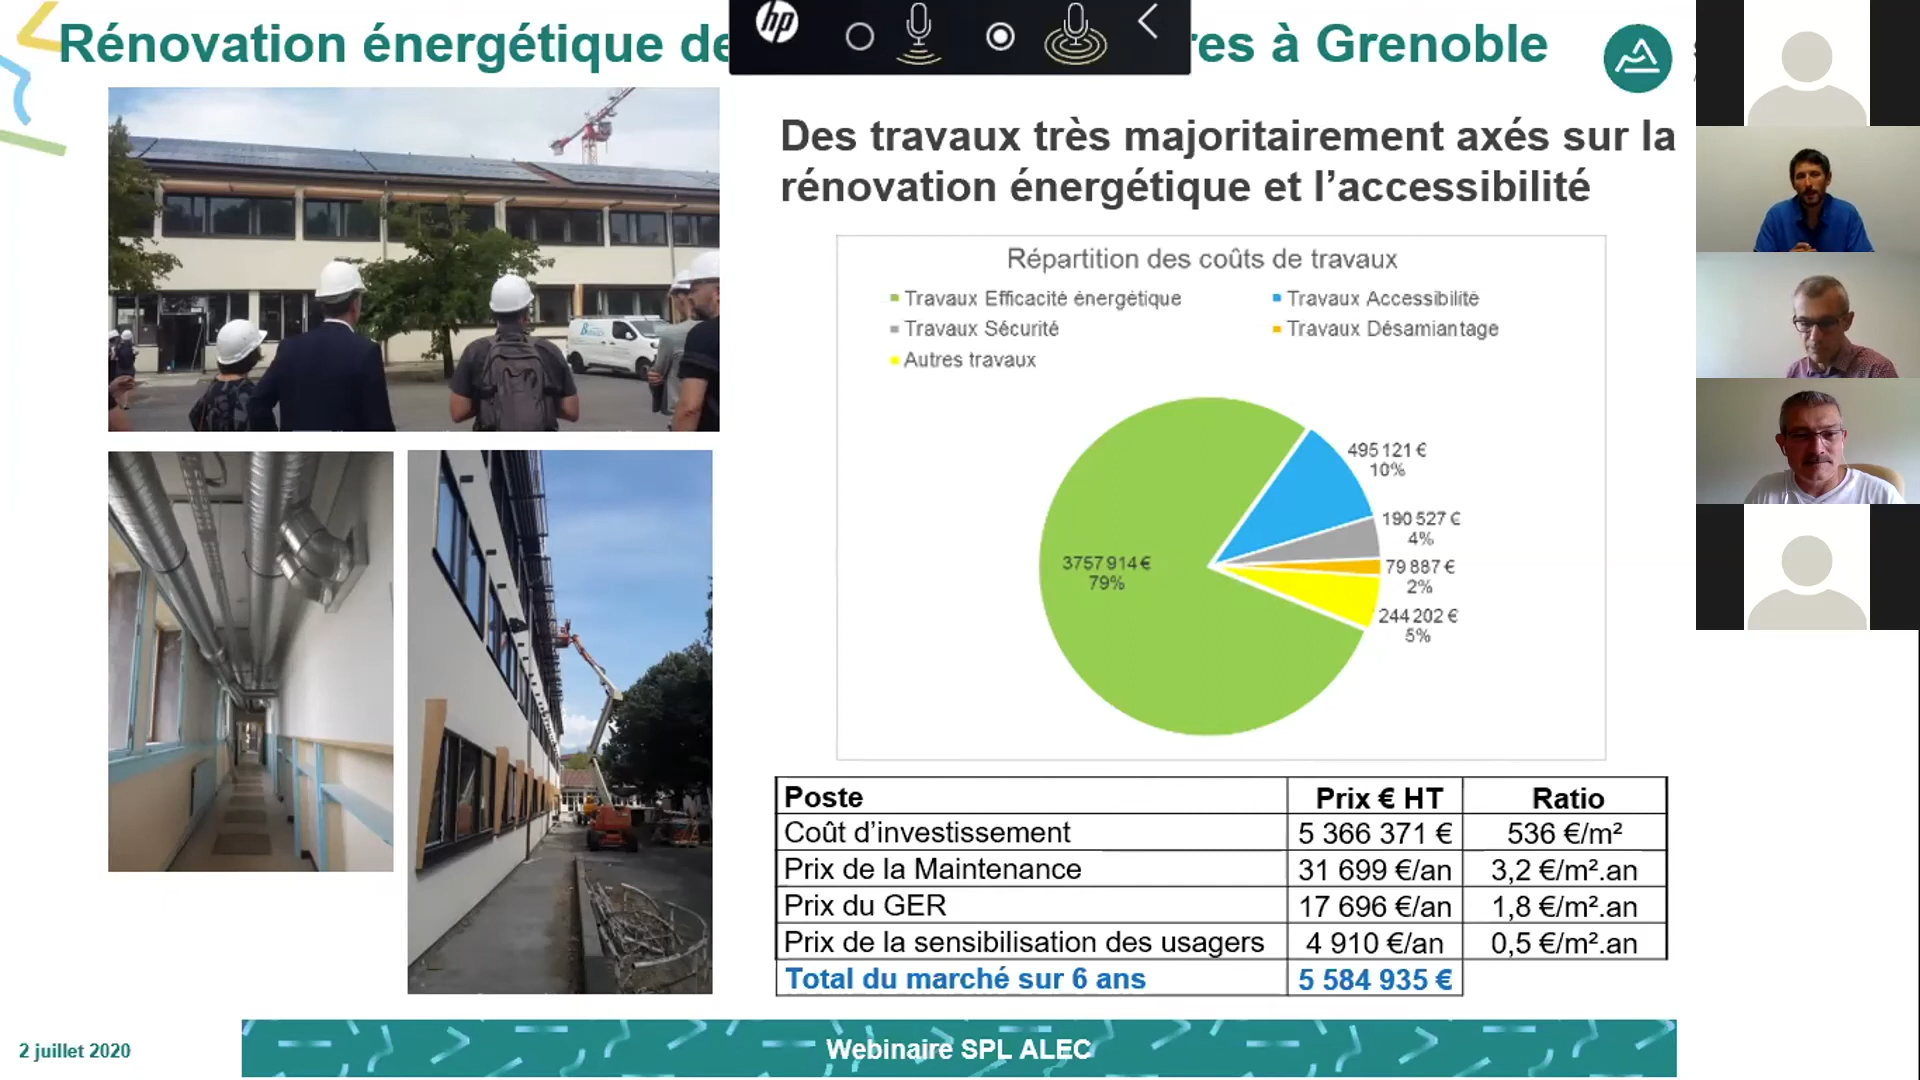 Rénovation énergétique de
res à Grenoble
hp
Des travaux très majoritairement axés sur la
rénovation énergétique et l’accessibilité
Répartition des coûts de travaux
Travaux Efficacité énergétique
Travaux Accessibilité
Travaux Sécurité
Travaux Désamiantage
Autres travaux
495 121 €
10%
190 527 €
4%
3757 914 €
79%
79 887 €
2%
244 202 €
5%
Poste Prix € HT Ratio
Coût d’investissement 5 366 371 € 536 €/m²
Prix de la Maintenance 31 699 €/an 3,2 €/m².an
Prix du GER 17 696 €/an 1,8 €/m².an
Prix de la sensibilisation des usagers 4 910 €/an 0,5 €/m².an
Total du marché sur 6 ans 5 584 935 €
2 juillet 2020
Webinaire SPL ALEC